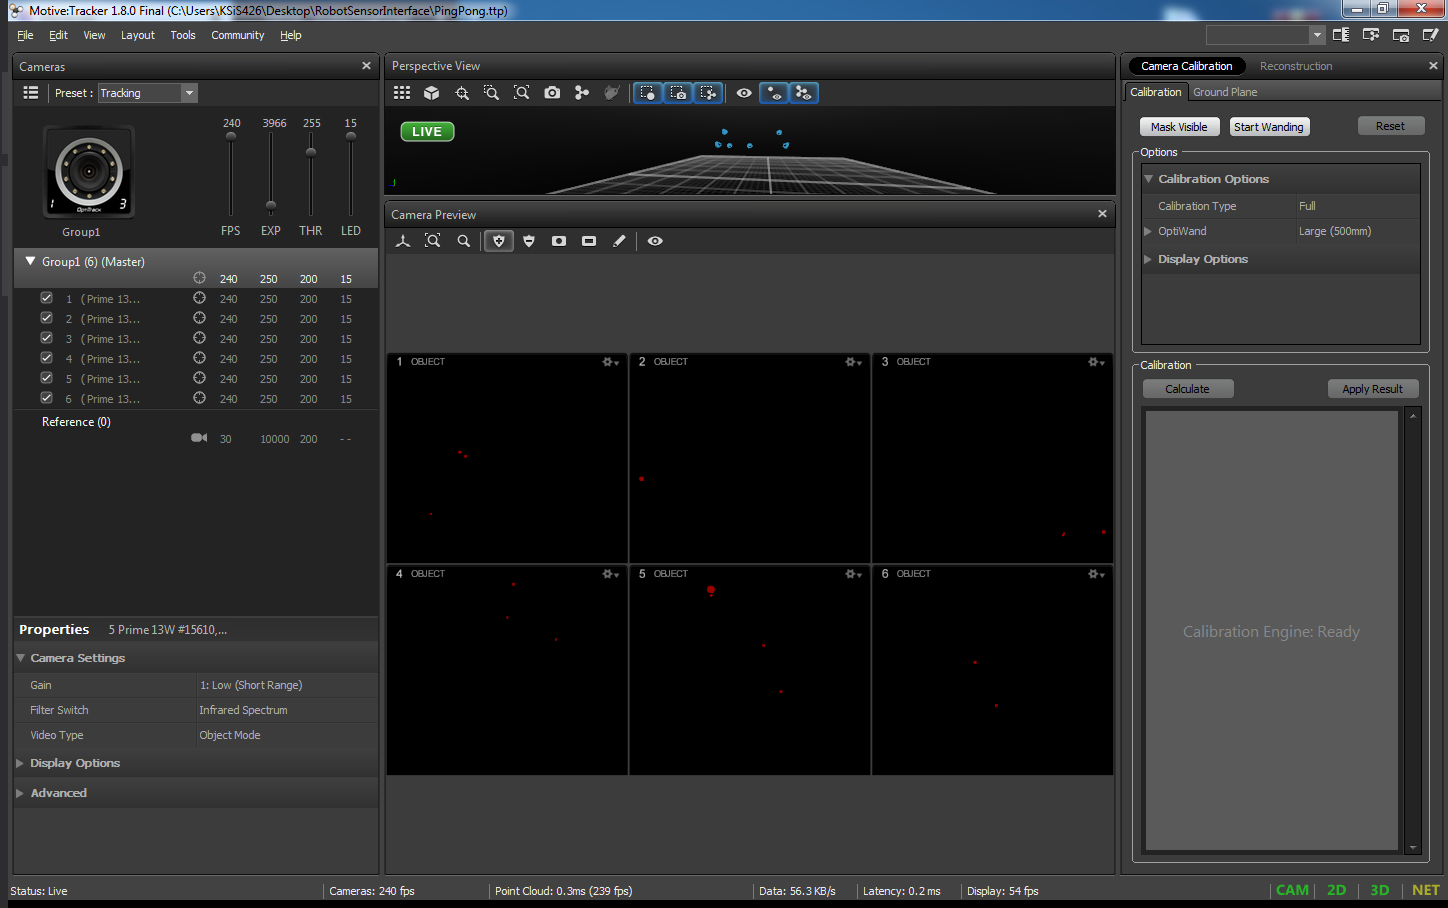 Motive:Tracker 1.8.0 Final (C:\Users\KSiS426\Desktop\RobotSensorInterface\PingPong.ttp)
File Edit View Layout Tools Community Help
Cameras
Preset : Tracking
240 3966 255 15
1 OptiTrack 3
Group1 FPS EXP THR LED
Group1 (6) (Master)
240 250 200 15
1 (Prime 13... 240 250 200 15
2 (Prime 13... 240 250 200 15
3 (Prime 13... 240 250 200 15
4 (Prime 13... 240 250 200 15
5 (Prime 13... 240 250 200 15
6 (Prime 13... 240 250 200 15
Reference (0)
30 10000 200 --
Properties 5 Prime 13W #15610,...
Camera Settings
Gain 1: Low (Short Range)
Filter Switch Infrared Spectrum
Video Type Object Mode
Display Options
Advanced
Perspective View
LIVE
Camera Preview
1 OBJECT 2 OBJECT 3 OBJECT
4 OBJECT 5 OBJECT 6 OBJECT
Camera Calibration Reconstruction
Calibration Ground Plane
Mask Visible Start Wanding Reset
Options
Calibration Options
Calibration Type Full
OptiWand Large (500mm)
Display Options
Calibration
Calculate Apply Result
Calibration Engine: Ready
Status: Live Cameras: 240 fps Point Cloud: 0.3ms (239 fps) Data: 56.3 KB/s Latency: 0.2 ms Display: 54 fps CAM 2D 3D NET